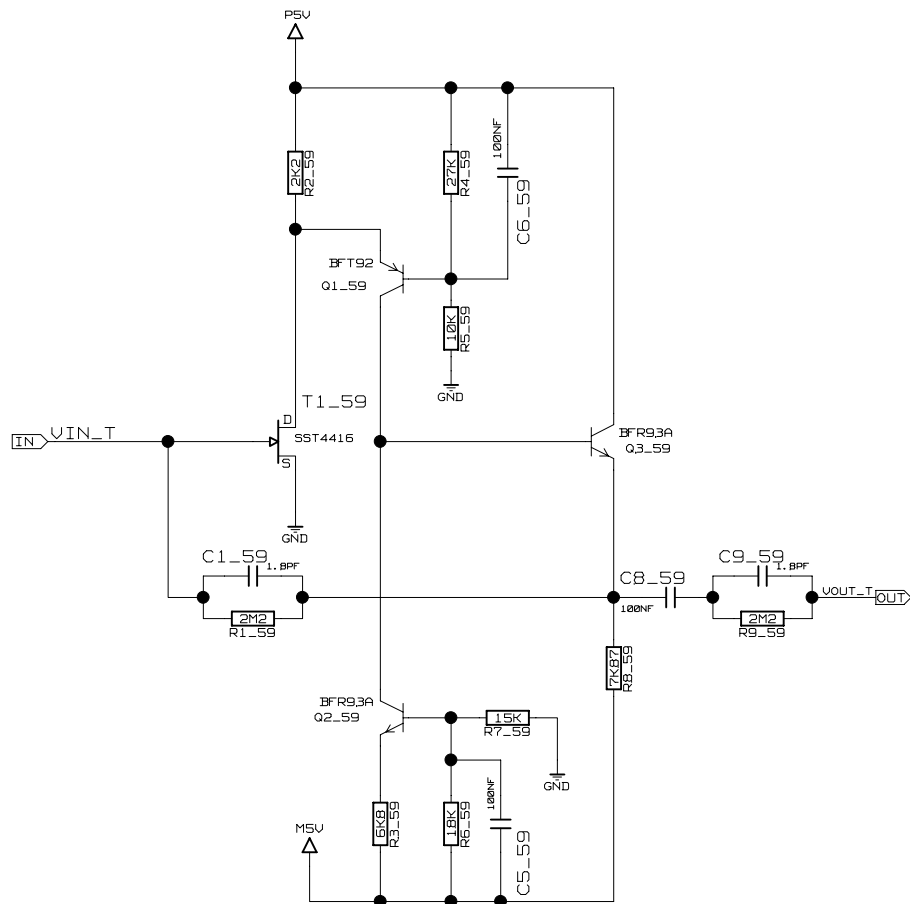 P5V
2K2
R2_59
27K
R4_59
100NF
C6_59
BFT92
Q1_59
10K
R5_59
GND
T1_59
D
SST4416
S
GND
IN
VIN_T
BFR93A
Q3_59
C1_59
1.8PF
2M2
R1_59
C8_59
100NF
C9_59
1.8PF
2M2
R9_59
VOUT_T
OUT
7K87
R8_59
BFR93A
Q2_59
15K
R7_59
GND
6K8
R3_59
18K
R6_59
100NF
C5_59
M5V